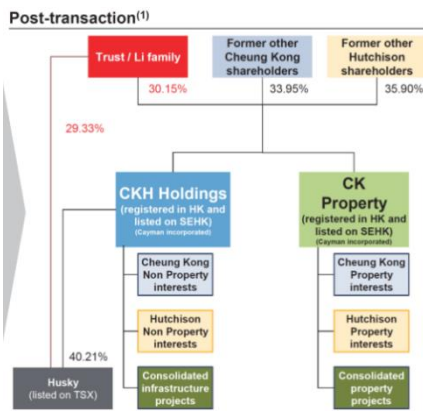 Post-transaction(1)
Trust / Li family
Former other
Cheung Kong
shareholders
Former other
Hutchison
shareholders
30.15%
33.95%
35.90%
29.33%
CKH Holdings
(registered in HK and
listed on SEHK)
(Cayman incorporated)
CK
Property
(registered in HK and
listed on SEHK)
(Cayman incorporated)
Cheung Kong
Non Property
interests
Cheung Kong
Property
interests
Hutchison
Non Property
interests
Hutchison
Property
interests
40.21%
Husky
(listed on TSX)
Consolidated
infrastructure
projects
Consolidated
property
projects